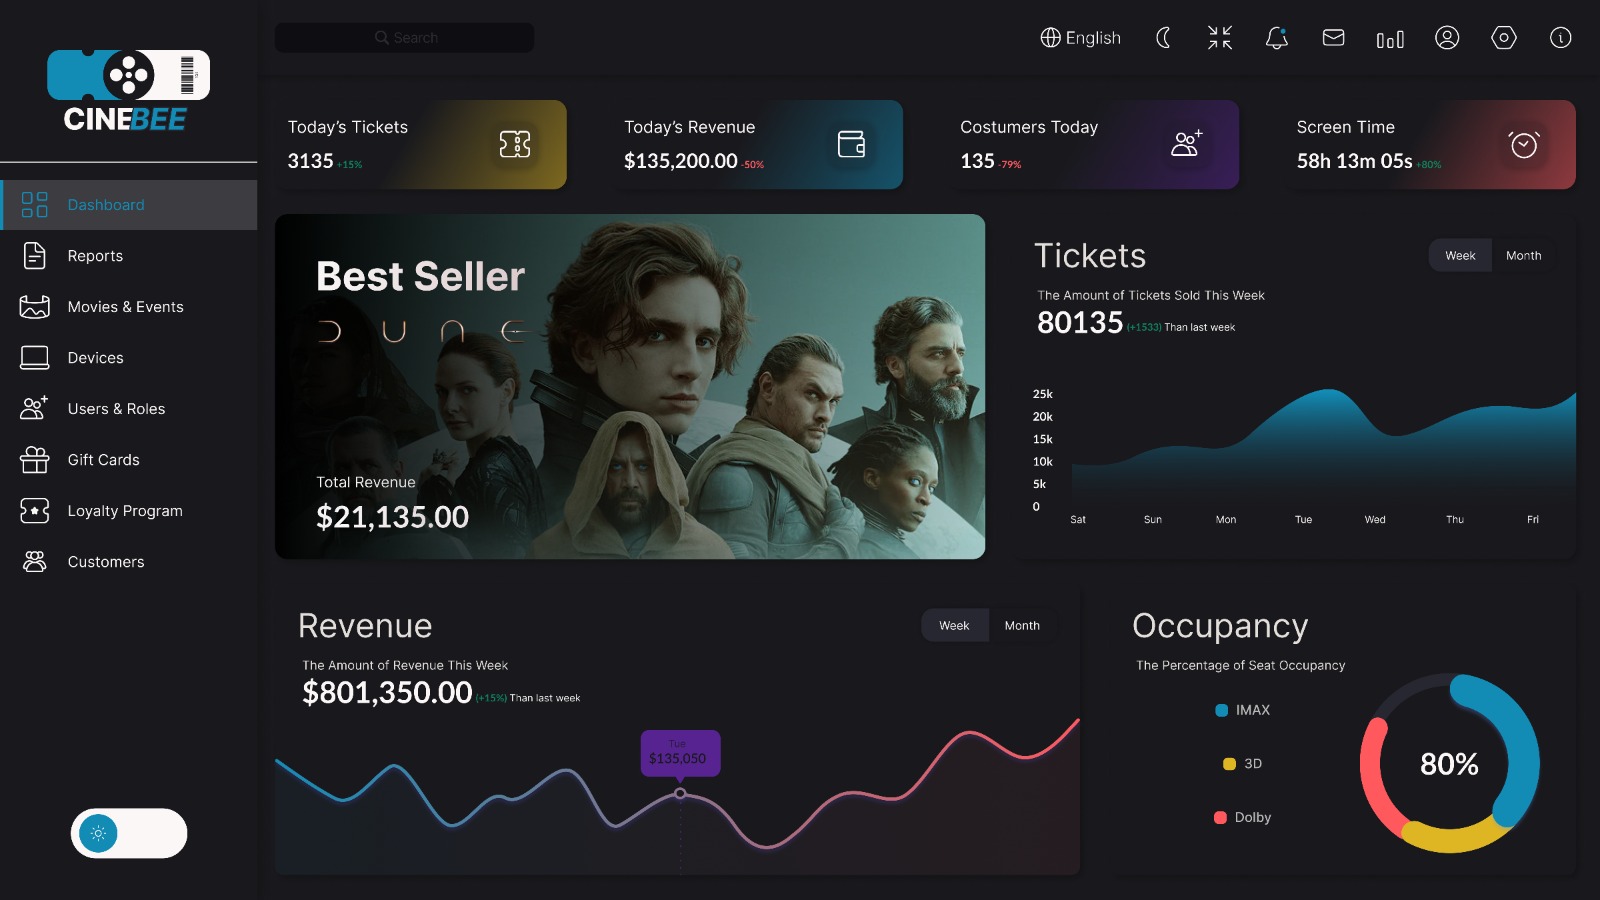 CINEBEE
Dashboard
Reports
Movies & Events
Devices
Users & Roles
Gift Cards
Loyalty Program
Customers
Search
English
Today’s Tickets
3135 +15%
Today’s Revenue
$135,200.00 -50%
Costumers Today
135 -79%
Screen Time
58h 13m 05s +80%
Best Seller
DUNE
Total Revenue
$21,135.00
Tickets
Week Month
The Amount of Tickets Sold This Week
80135 (+1533) Than last week
25k
20k
15k
10k
5k
0
Sat Sun Mon Tue Wed Thu Fri
Revenue
Week Month
The Amount of Revenue This Week
$801,350.00 (+15%) Than last week
Tue
$135,050
Occupancy
The Percentage of Seat Occupancy
IMAX
3D
Dolby
80%